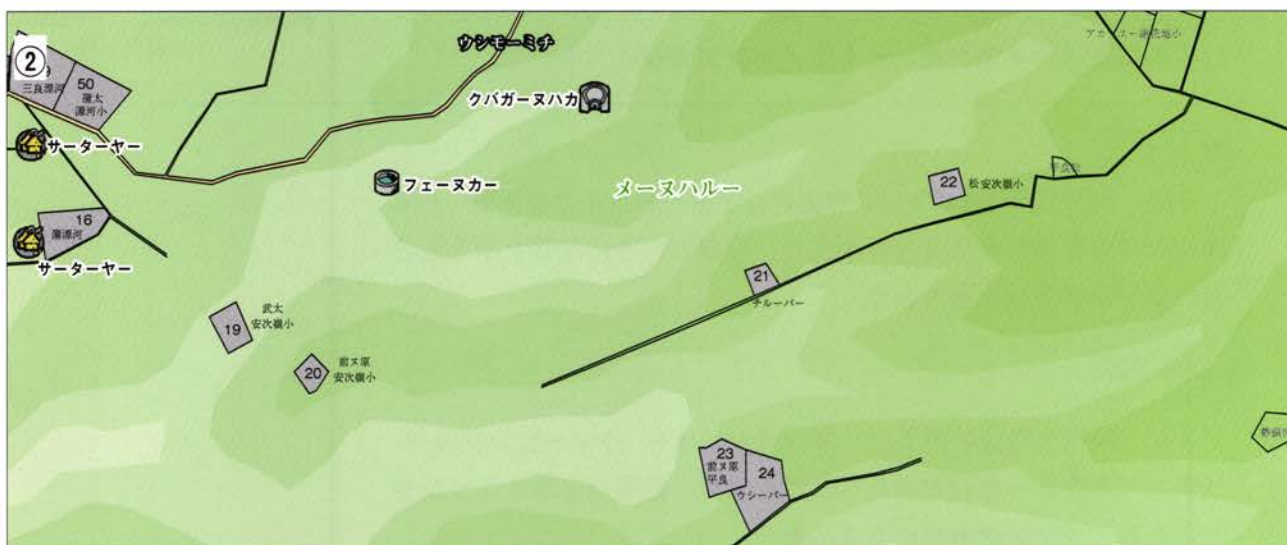 ②
ウシモーミチ
9
三良源河
50
蒲太
源河小
クバガーヌハカ
サーターヤー
フェーヌカー
メーヌハルー
22
松安次嶺小
16
蒲源河
サーターヤー
21
チルーバー
19
武太
安次嶺小
20
前ヌ原
安次嶺小
23
前ヌ原
平良
24
ウシーバー